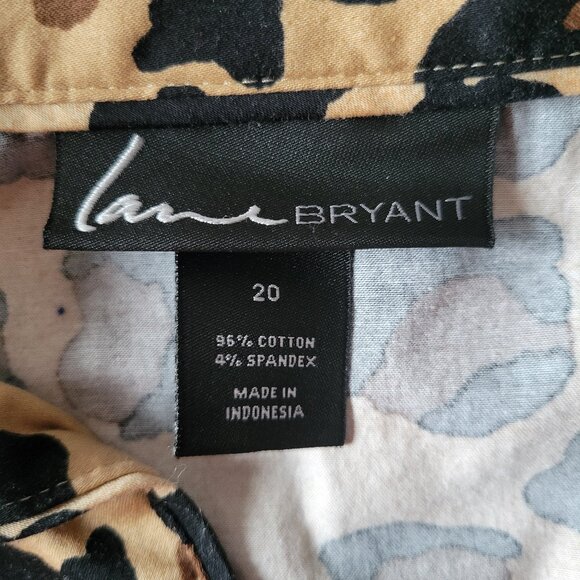 Lane BRYANT
20
96% COTTON
4% SPANDEX
MADE IN
INDONESIA